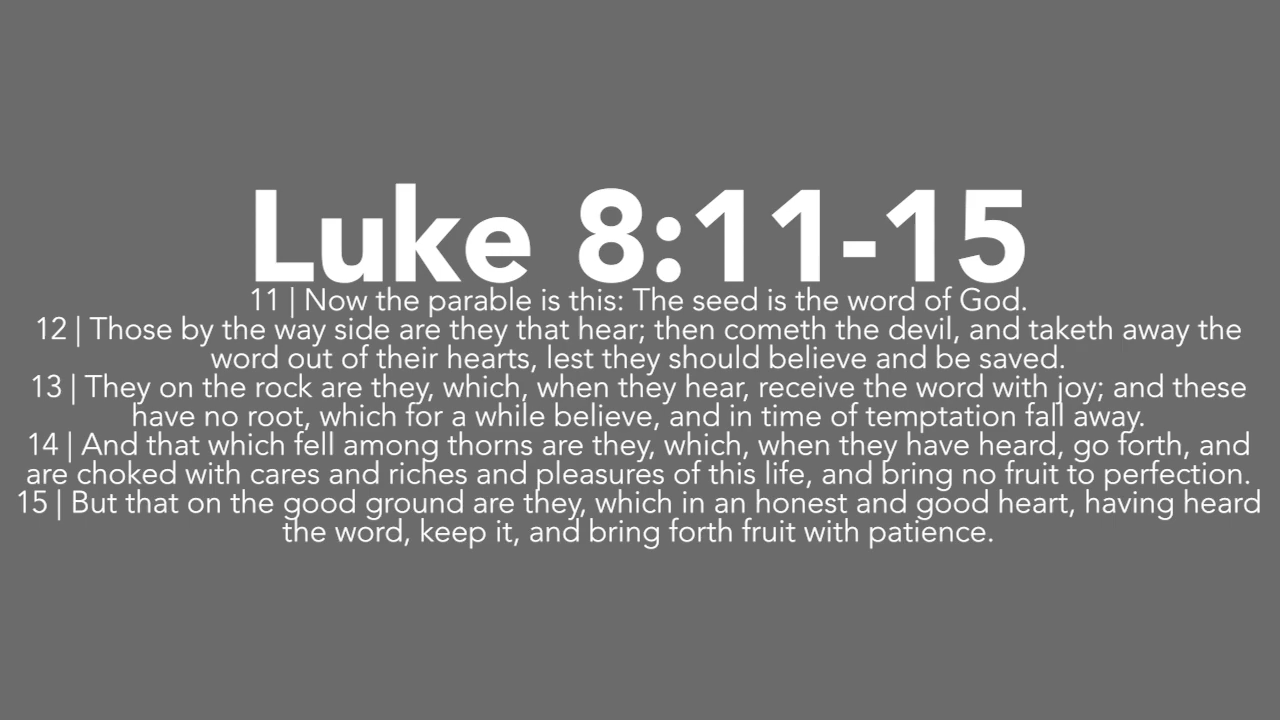 Luke 8:11-15
11 | Now the parable is this: The seed is the word of God.
12 | Those by the way side are they that hear; then cometh the devil, and taketh away the
word out of their hearts, lest they should believe and be saved.
13 | They on the rock are they, which, when they hear, receive the word with joy; and these
have no root, which for a while believe, and in time of temptation fall away.
14 | And that which fell among thorns are they, which, when they have heard, go forth, and
are choked with cares and riches and pleasures of this life, and bring no fruit to perfection.
15 | But that on the good ground are they, which in an honest and good heart, having heard
the word, keep it, and bring forth fruit with patience.